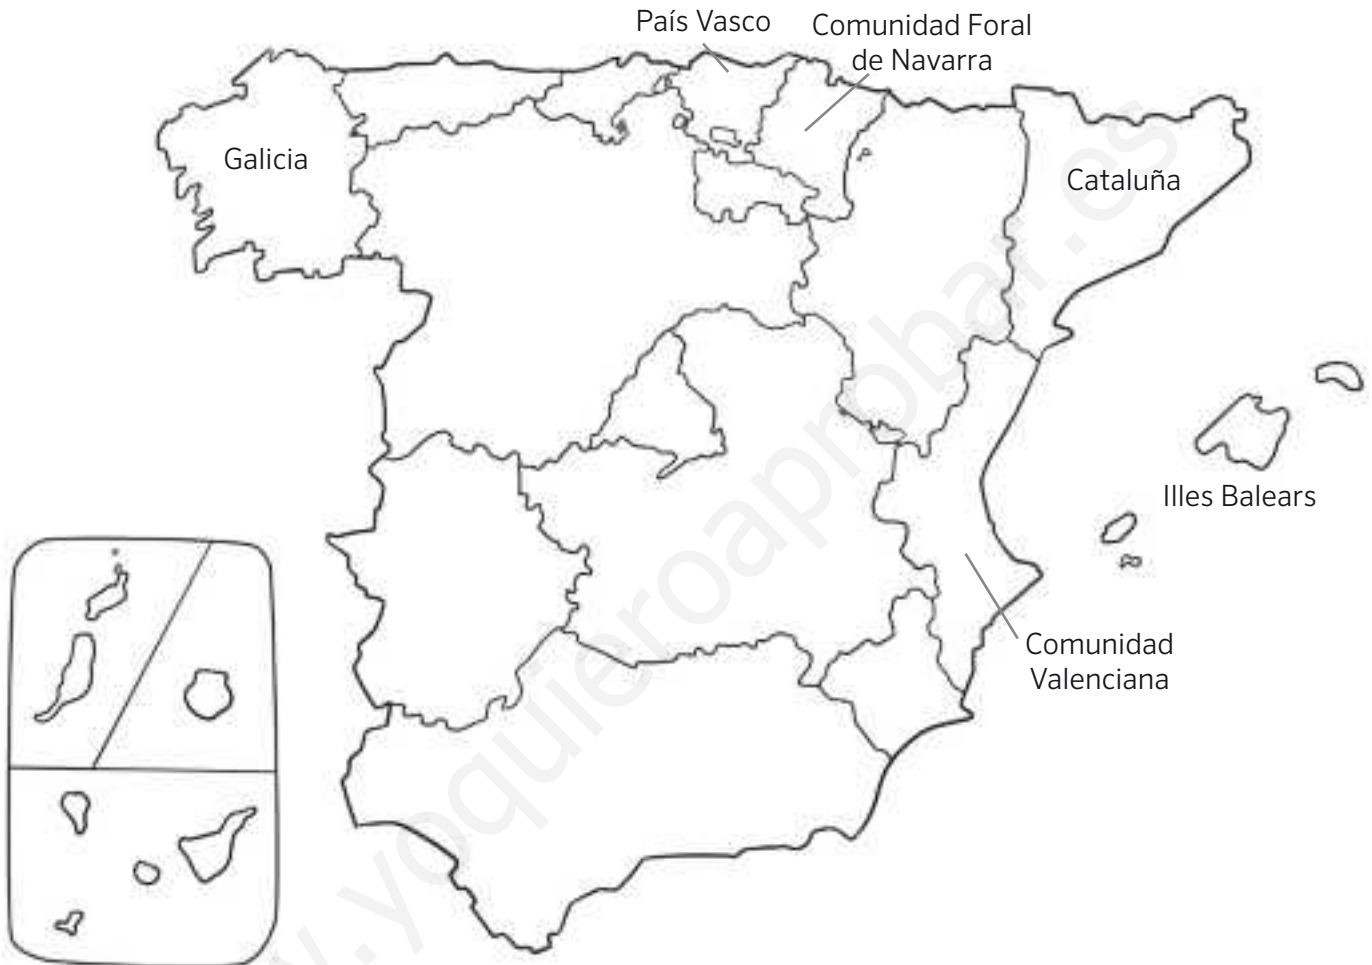 País Vasco
Comunidad Foral
de Navarra
Galicia
Cataluña
Illes Balears
Comunidad
Valenciana
www.yoquieroaprobar.es